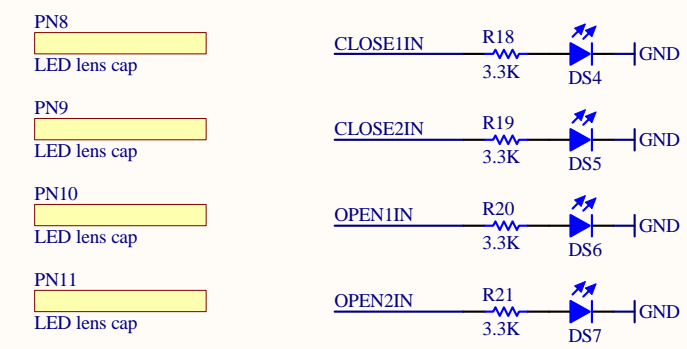 PN8
LED lens cap
CLOSE1IN
R18
3.3K
DS4
GND
PN9
LED lens cap
CLOSE2IN
R19
3.3K
DS5
GND
PN10
LED lens cap
OPEN1IN
R20
3.3K
DS6
GND
PN11
LED lens cap
OPEN2IN
R21
3.3K
DS7
GND